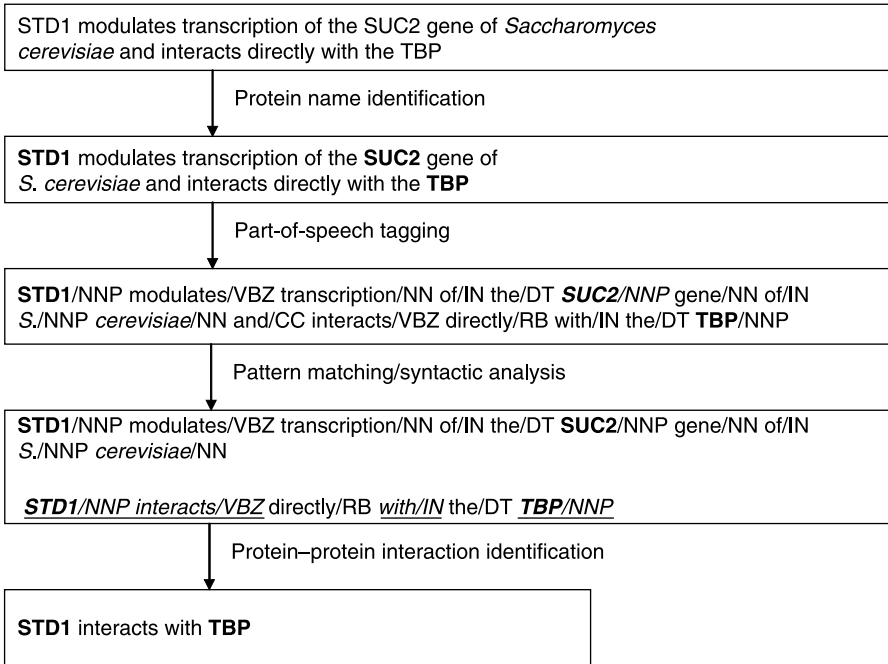 STD1 modulates transcription of the SUC2 gene of Saccharomyces
cerevisiae and interacts directly with the TBP
Protein name identification
STD1 modulates transcription of the SUC2 gene of
S. cerevisiae and interacts directly with the TBP
Part-of-speech tagging
STD1/NNP modulates/VBZ transcription/NN of/IN the/DT SUC2/NNP gene/NN of/IN
S./NNP cerevisiae/NN and/CC interacts/VBZ directly/RB with/IN the/DT TBP/NNP
Pattern matching/syntactic analysis
STD1/NNP modulates/VBZ transcription/NN of/IN the/DT SUC2/NNP gene/NN of/IN
S./NNP cerevisiae/NN
STD1/NNP interacts/VBZ directly/RB with/IN the/DT TBP/NNP
Protein–protein interaction identification
STD1 interacts with TBP